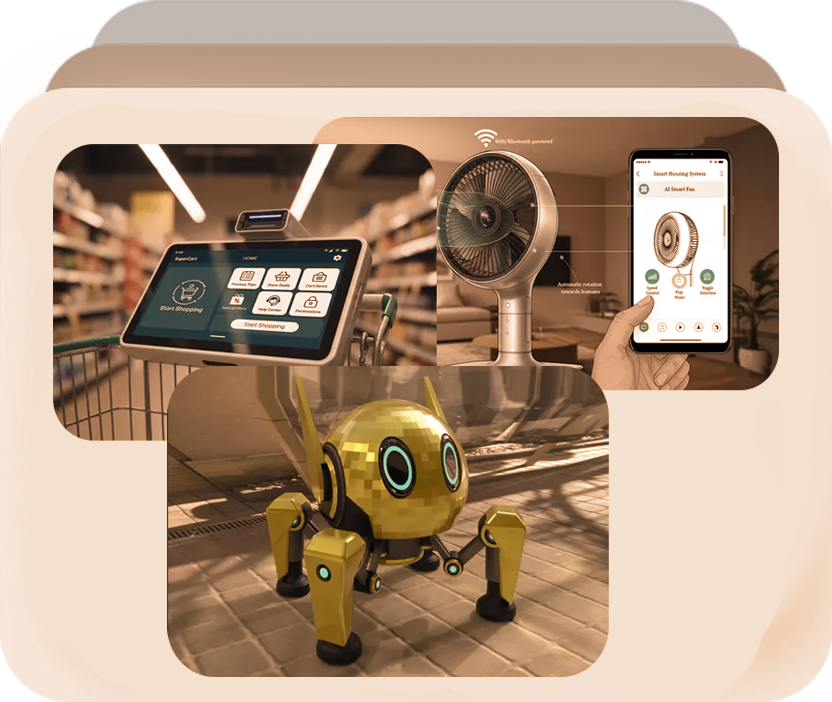 SuperCart
HOME
Start Shopping
Previous Trips
Store Deals
Cart Items
Special Offers
Help Center
Permissions
Start Shopping
Wifi/Bluetooth powered
Automatic rotation
towards humans
Smart Housing System
AI Smart Fan
Speed
Control
Play
Music
Toggle
Detection